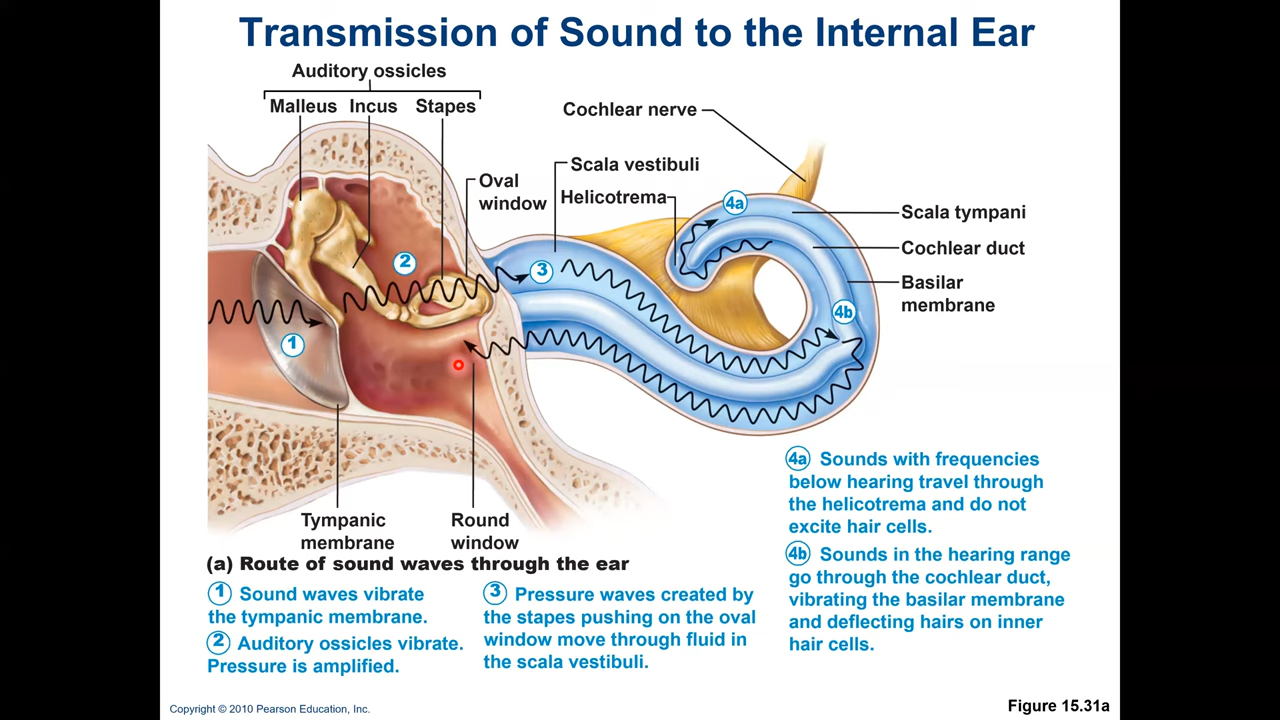 Transmission of Sound to the Internal Ear
Auditory ossicles
Malleus Incus Stapes
Cochlear nerve
Scala vestibuli
Oval
window
Helicotrema
4a
Scala tympani
Cochlear duct
Basilar
membrane
2
3
4b
1
Tympanic
membrane
Round
window
(a) Route of sound waves through the ear
1 Sound waves vibrate
the tympanic membrane.
2 Auditory ossicles vibrate.
Pressure is amplified.
3 Pressure waves created by
the stapes pushing on the oval
window move through fluid in
the scala vestibuli.
4a Sounds with frequencies
below hearing travel through
the helicotrema and do not
excite hair cells.
4b Sounds in the hearing range
go through the cochlear duct,
vibrating the basilar membrane
and deflecting hairs on inner
hair cells.
Copyright © 2010 Pearson Education, Inc.
Figure 15.31a